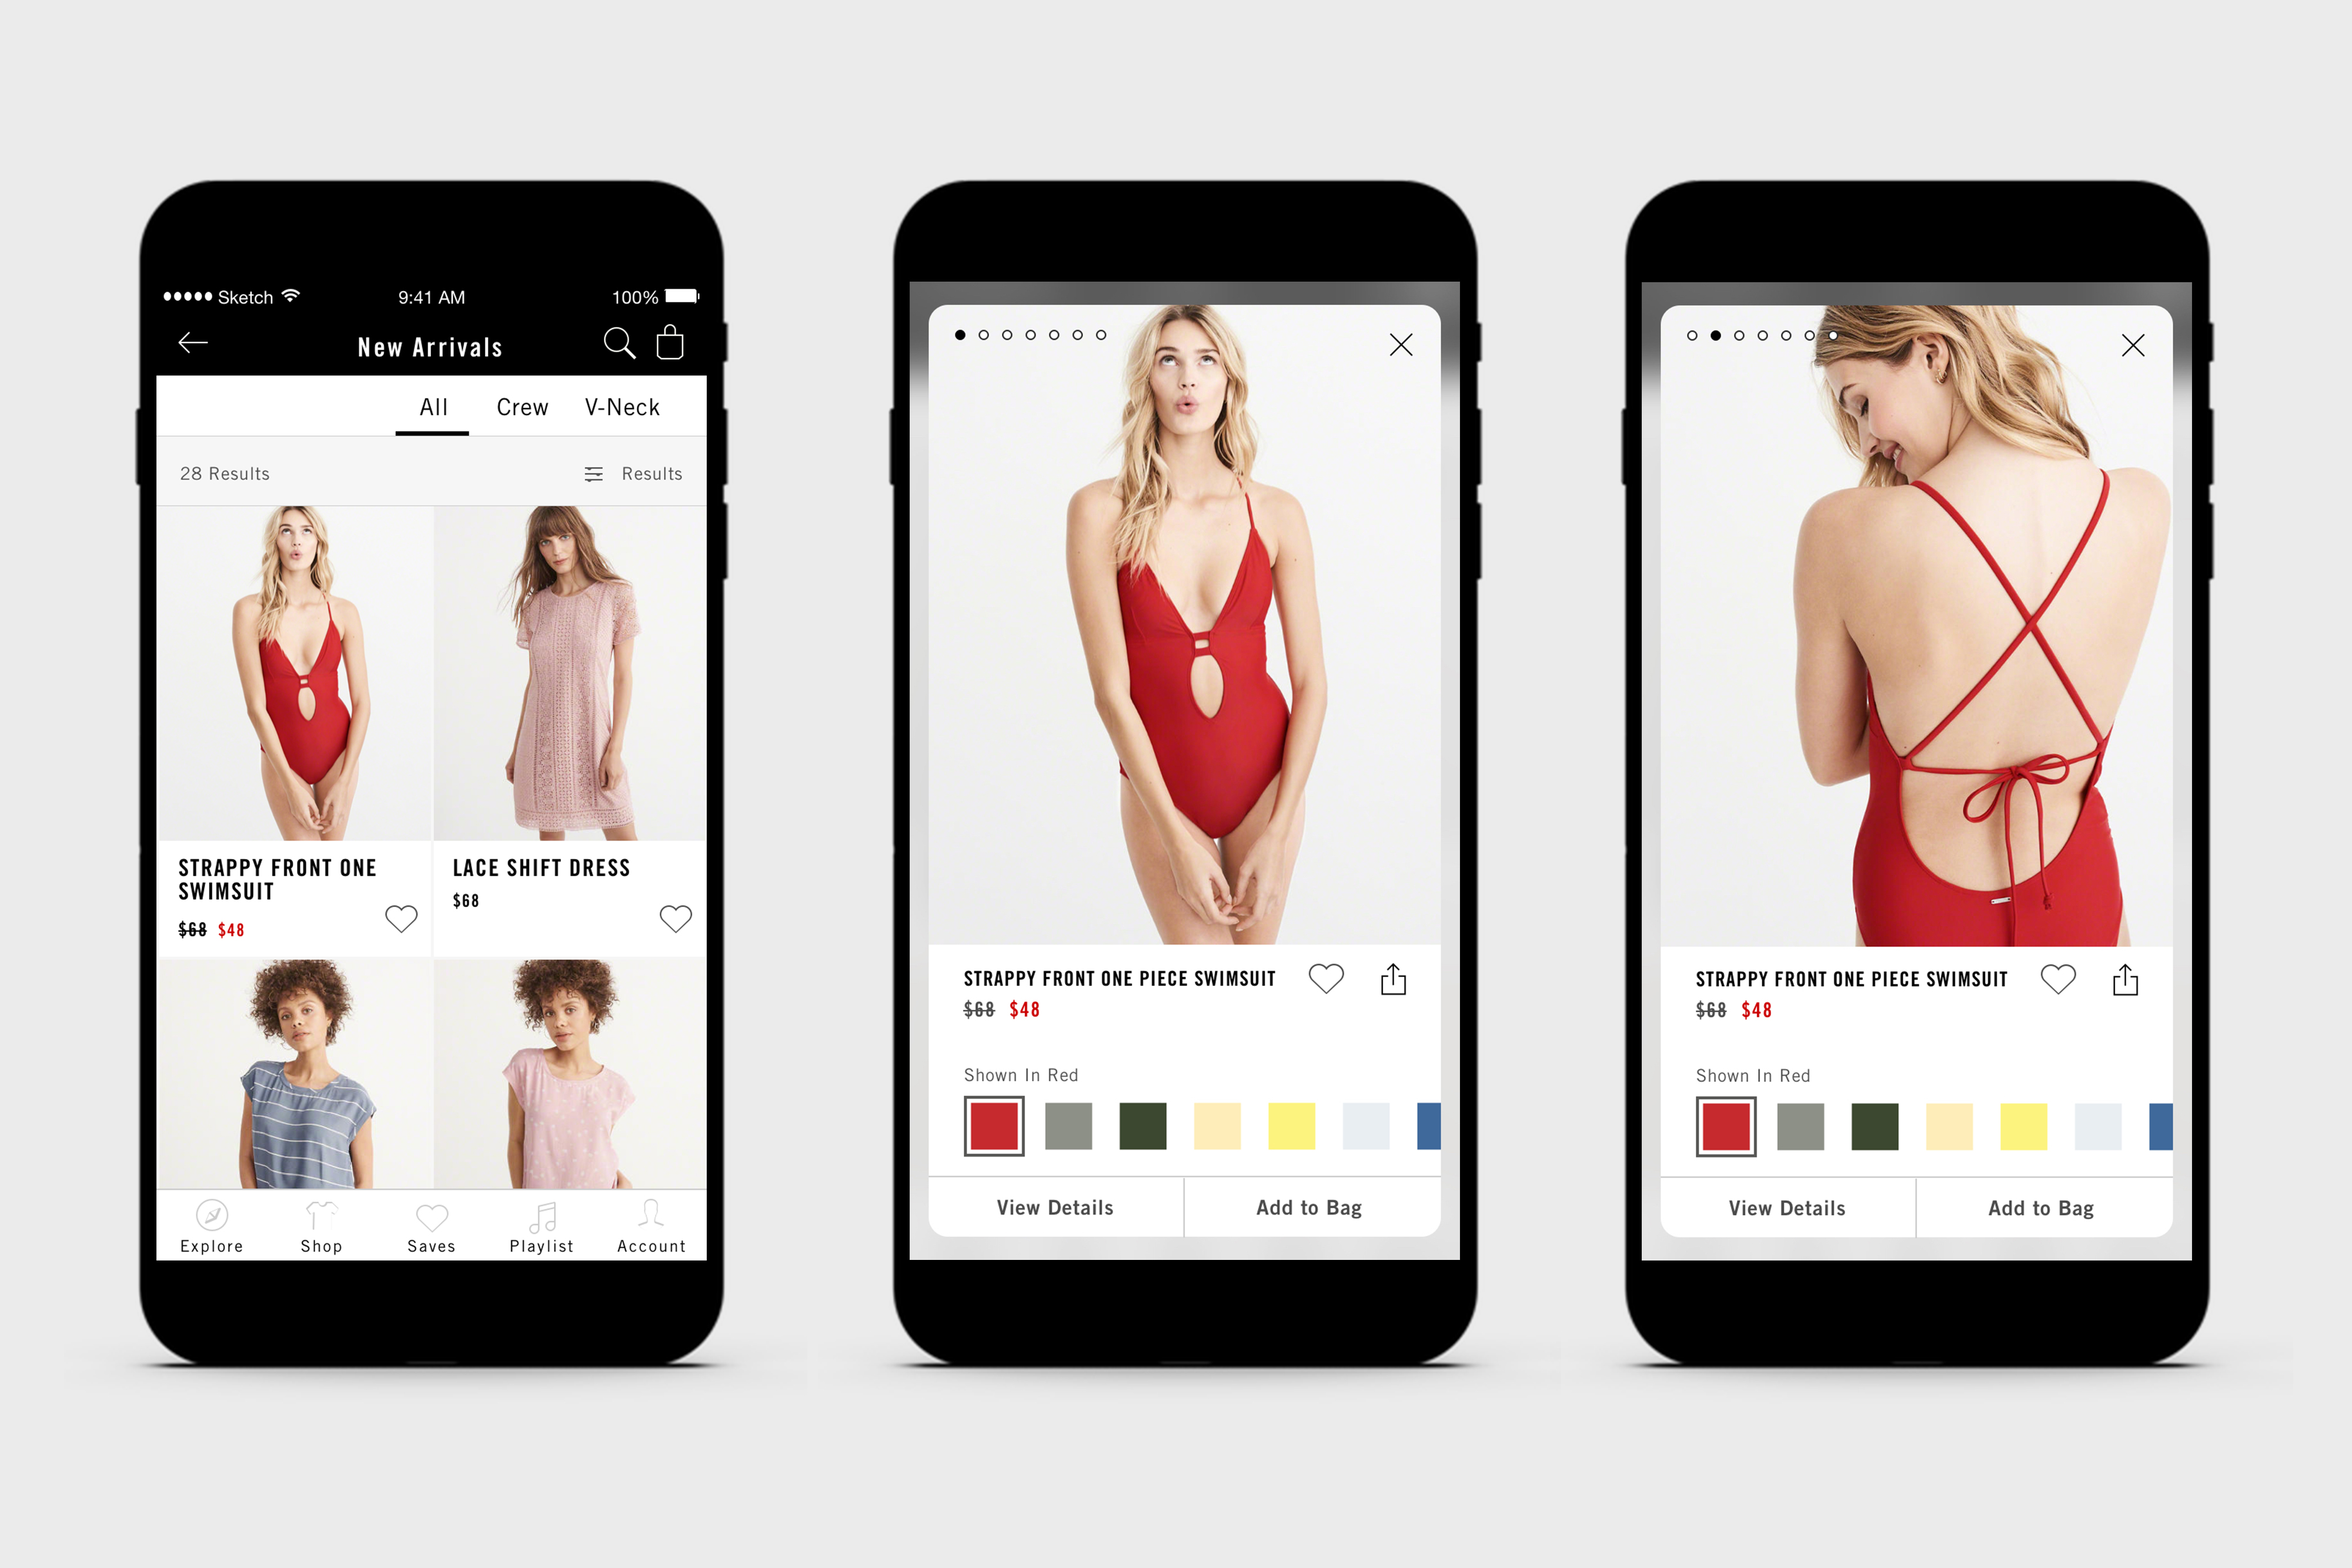 Sketch 9:41 AM 100%
New Arrivals
All Crew V-Neck
28 Results Results
STRAPPY FRONT ONE
SWIMSUIT
$68 $48
LACE SHIFT DRESS
$68
Explore Shop Saves Playlist Account
STRAPPY FRONT ONE PIECE SWIMSUIT
$68 $48
Shown In Red
View Details Add to Bag
STRAPPY FRONT ONE PIECE SWIMSUIT
$68 $48
Shown In Red
View Details Add to Bag